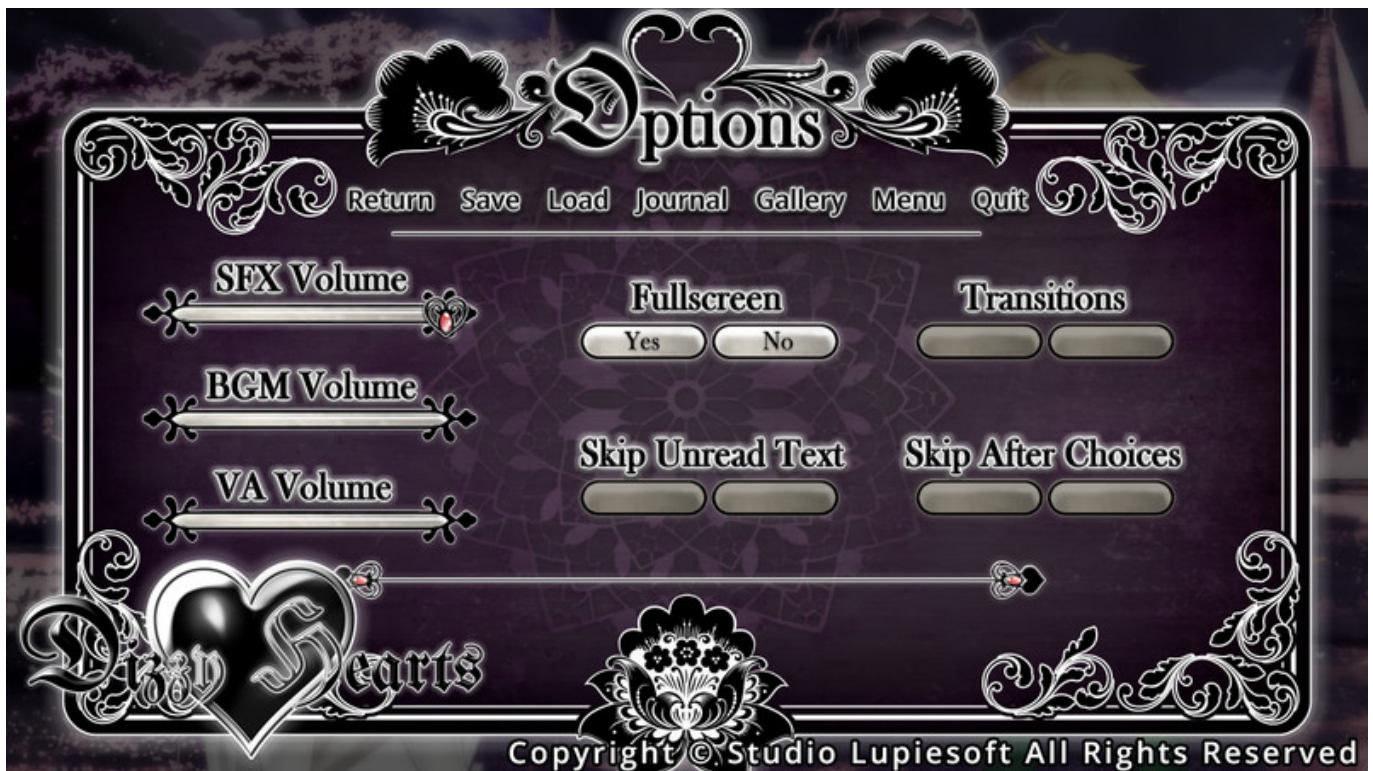 Options
Return Save Load Journal Gallery Menu Quit
SFX Volume
BGM Volume
VA Volume
Fullscreen
Yes No
Transitions
Skip Unread Text
Skip After Choices
Dizzy Hearts
Copyright © Studio Lupiesoft All Rights Reserved